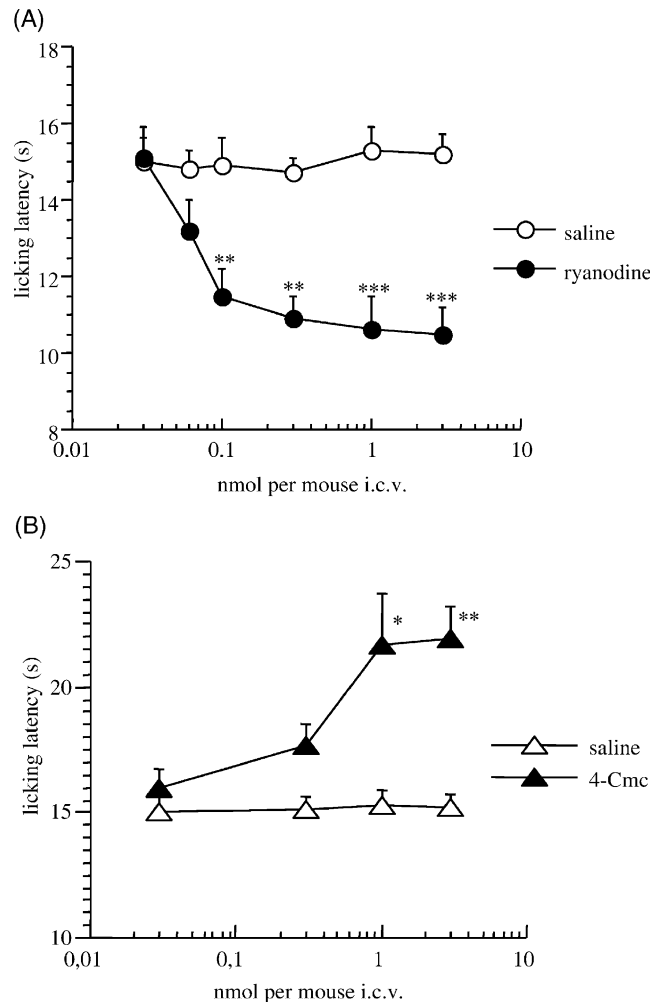 (A)
18
16
14
12
10
8
licking latency (s)
**
**
***
***
saline
ryanodine
0.01
0.1
1
10
nmol per mouse i.c.v.
(B)
25
20
15
10
licking latency (s)
*
**
saline
4-Cmc
0,01
0,1
1
10
nmol per mouse i.c.v.